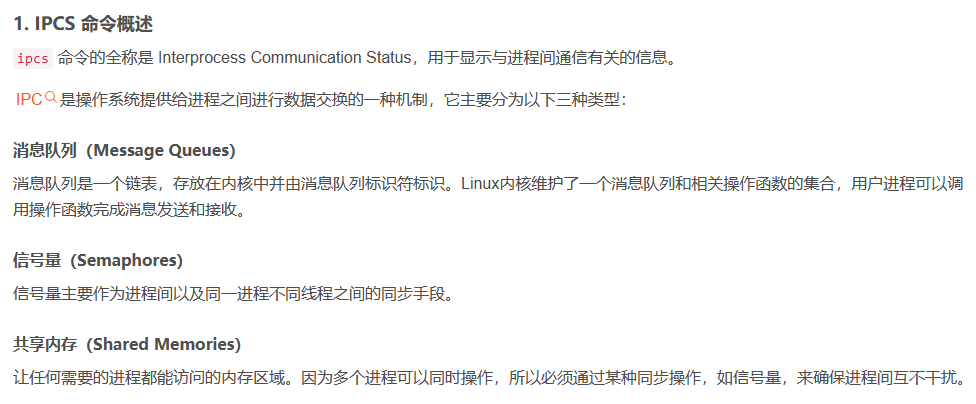 1. IPCS 命令概述
ipcs 命令的全称是 Interprocess Communication Status，用于显示与进程间通信有关的信息。
IPC是操作系统提供给进程之间进行数据交换的一种机制，它主要分为以下三种类型：
消息队列（Message Queues）
消息队列是一个链表，存放在内核中并由消息队列标识符标识。Linux内核维护了一个消息队列和相关操作函数的集合，用户进程可以调
用操作函数完成消息发送和接收。
信号量（Semaphores）
信号量主要作为进程间以及同一进程不同线程之间的同步手段。
共享内存（Shared Memories）
让任何需要的进程都能访问的内存区域。因为多个进程可以同时操作，所以必须通过某种同步操作，如信号量，来确保进程间互不干扰。